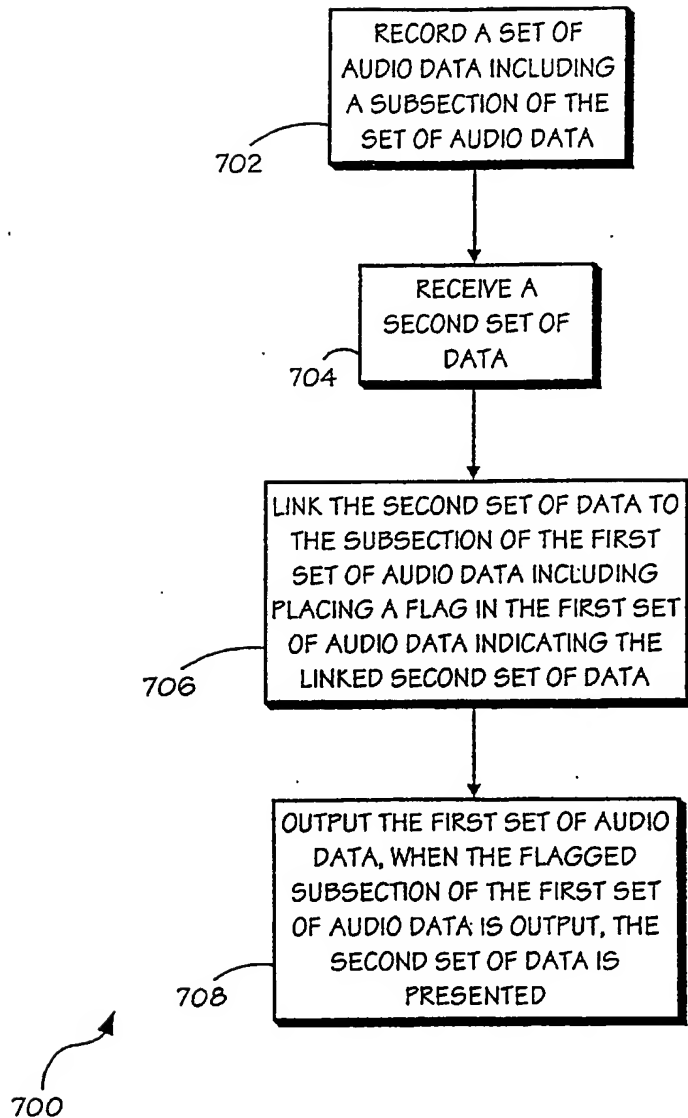 RECORD A SET OF
AUDIO DATA INCLUDING
A SUBSECTION OF THE
SET OF AUDIO DATA
702
RECEIVE A
SECOND SET OF
DATA
704
LINK THE SECOND SET OF DATA TO
THE SUBSECTION OF THE FIRST
SET OF AUDIO DATA INCLUDING
PLACING A FLAG IN THE FIRST SET
OF AUDIO DATA INDICATING THE
LINKED SECOND SET OF DATA
706
OUTPUT THE FIRST SET OF AUDIO
DATA, WHEN THE FLAGGED
SUBSECTION OF THE FIRST SET
OF AUDIO DATA IS OUTPUT, THE
SECOND SET OF DATA IS
PRESENTED
708
700